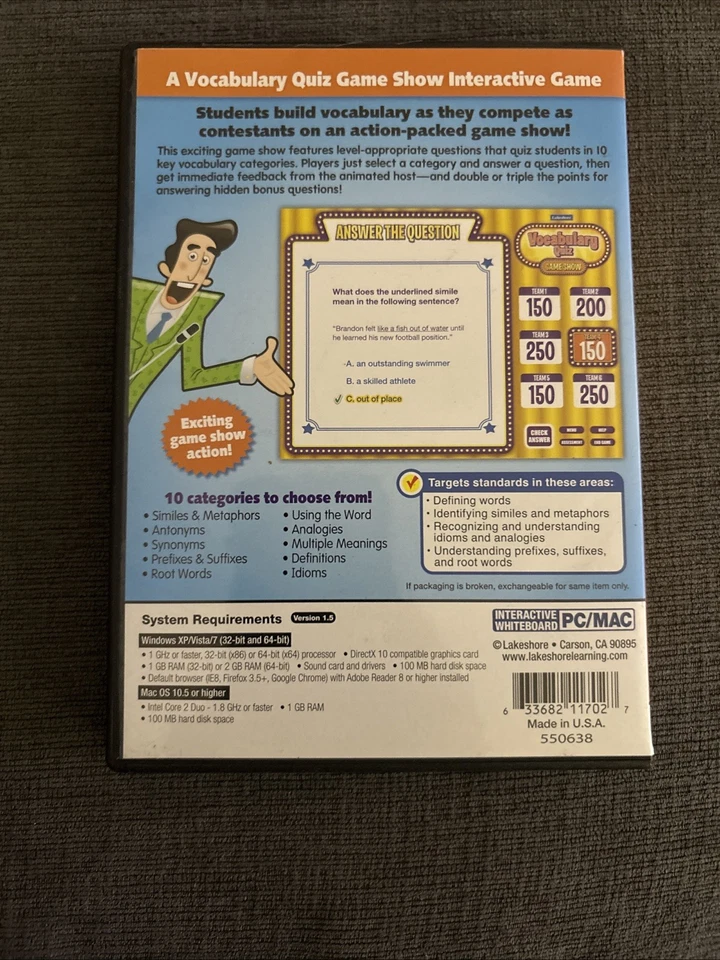 A Vocabulary Quiz Game Show Interactive Game
Students build vocabulary as they compete as
contestants on an action-packed game show!
This exciting game show features level-appropriate questions that quiz students in 10
key vocabulary categories. Players just select a category and answer a question, then
get immediate feedback from the animated host—and double or triple the points for
answering hidden bonus questions!
ANSWER THE QUESTION
What does the underlined simile
mean in the following sentence?
"Brandon felt like a fish out of water until
he learned his new football position."
-A. an outstanding swimmer
B. a skilled athlete
✓ C. out of place
Lakeshore
Vocabulary
Quiz
GAME SHOW
TEAM 1
150
TEAM 2
200
TEAM 3
250
TEAM 4
150
TEAM 5
150
TEAM 6
250
CHECK
ANSWER
MENU
HELP
ASSESSMENT
END GAME
Exciting
game show
action!
10 categories to choose from!
• Similes & Metaphors
• Antonyms
• Synonyms
• Prefixes & Suffixes
• Root Words
• Using the Word
• Analogies
• Multiple Meanings
• Definitions
• Idioms
Targets standards in these areas:
• Defining words
• Identifying similes and metaphors
• Recognizing and understanding
idioms and analogies
• Understanding prefixes, suffixes,
and root words
If packaging is broken, exchangeable for same item only.
System Requirements Version 1.5
Windows XP/Vista/7 (32-bit and 64-bit)
• 1 GHz or faster, 32-bit (x86) or 64-bit (x64) processor • DirectX 10 compatible graphics card
• 1 GB RAM (32-bit) or 2 GB RAM (64-bit) • Sound card and drivers • 100 MB hard disk space
• Default browser (IE8, Firefox 3.5+, Google Chrome) with Adobe Reader 8 or higher installed
Mac OS 10.5 or higher
• Intel Core 2 Duo - 1.8 GHz or faster • 1 GB RAM
• 100 MB hard disk space
INTERACTIVE
WHITEBOARD PC/MAC
© Lakeshore • Carson, CA 90895
www.lakeshorelearning.com
6 33682 11702 7
Made in U.S.A.
550638